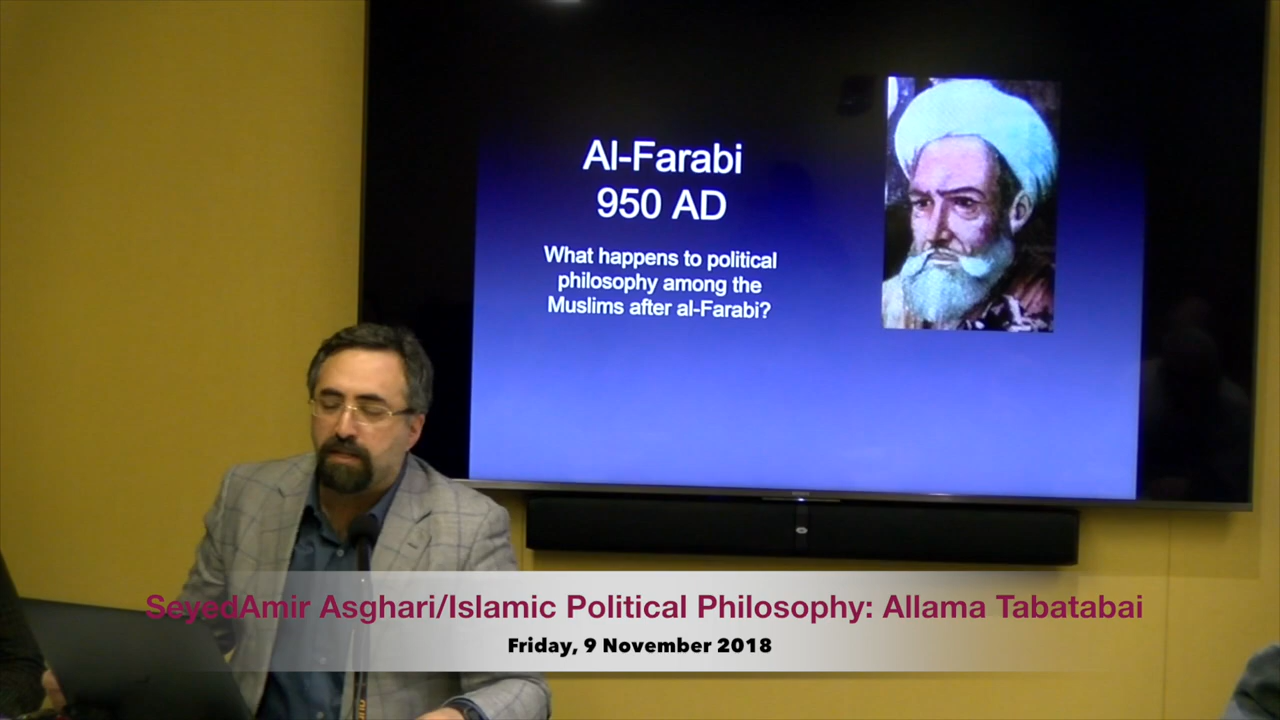 Al-Farabi
950 AD
What happens to political
philosophy among the
Muslims after al-Farabi?
SeyedAmir Asghari/Islamic Political Philosophy: Allama Tabatabai
Friday, 9 November 2018